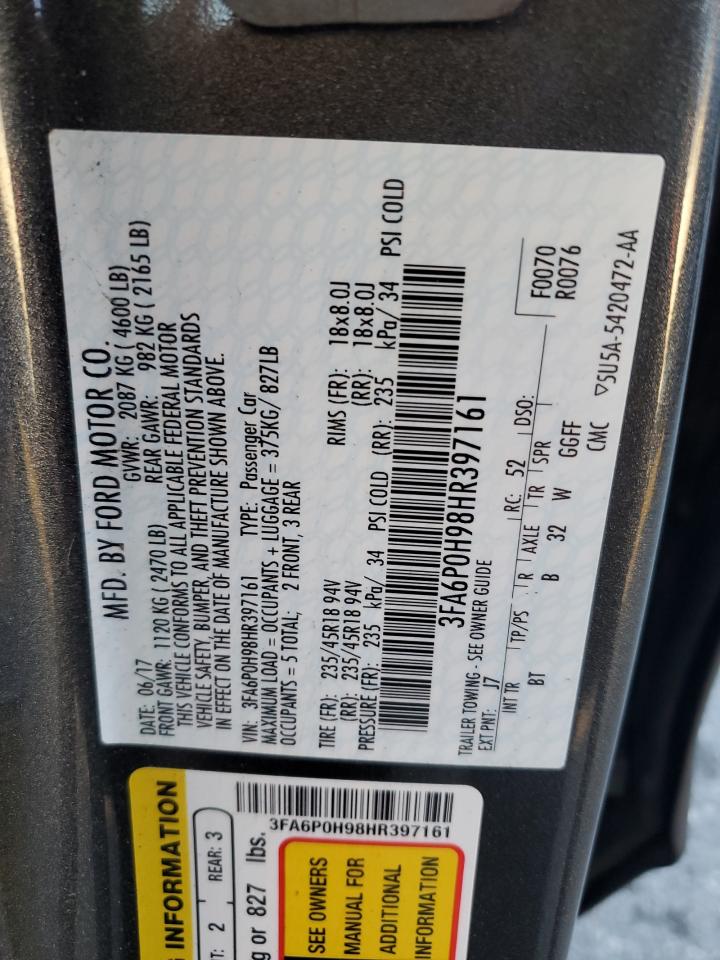 MFD. BY FORD MOTOR CO.
DATE: 06/17 GVWR: 2087 KG ( 4600 LB)
FRONT GAWR: 1120 KG ( 2470 LB) REAR GAWR: 982 KG ( 2165 LB)
THIS VEHICLE CONFORMS TO ALL APPLICABLE FEDERAL MOTOR
VEHICLE SAFETY, BUMPER, AND THEFT PREVENTION STANDARDS
IN EFFECT ON THE DATE OF MANUFACTURE SHOWN ABOVE.
VIN: 3FA6P0H98HR397161 TYPE: Passenger Car
MAXIMUM LOAD = OCCUPANTS + LUGGAGE = 375KG/ 827LB
OCCUPANTS = 5 TOTAL; 2 FRONT, 3 REAR
TIRE (FR): 235/45R18 94V RIMS (FR): 18x8.0J
(RR): 235/45R18 94V (RR): 18x8.0J
PRESSURE (FR): 235 kPa/ 34 PSI COLD (RR): 235 kPa/ 34 PSI COLD
3FA6P0H98HR397161
TRAILER TOWING - SEE OWNER GUIDE
EXT PNT: J7 RC: 52 DSO: F0070
R0076
INT TR TP/PS R AXLE TR SPR
BT B 32 W GGFF
CMC ▽5U5A-5420472-AA
INFORMATION
2 REAR: 3
or 827 lbs.
3FA6P0H98HR397161
SEE OWNERS
MANUAL FOR
ADDITIONAL
INFORMATION